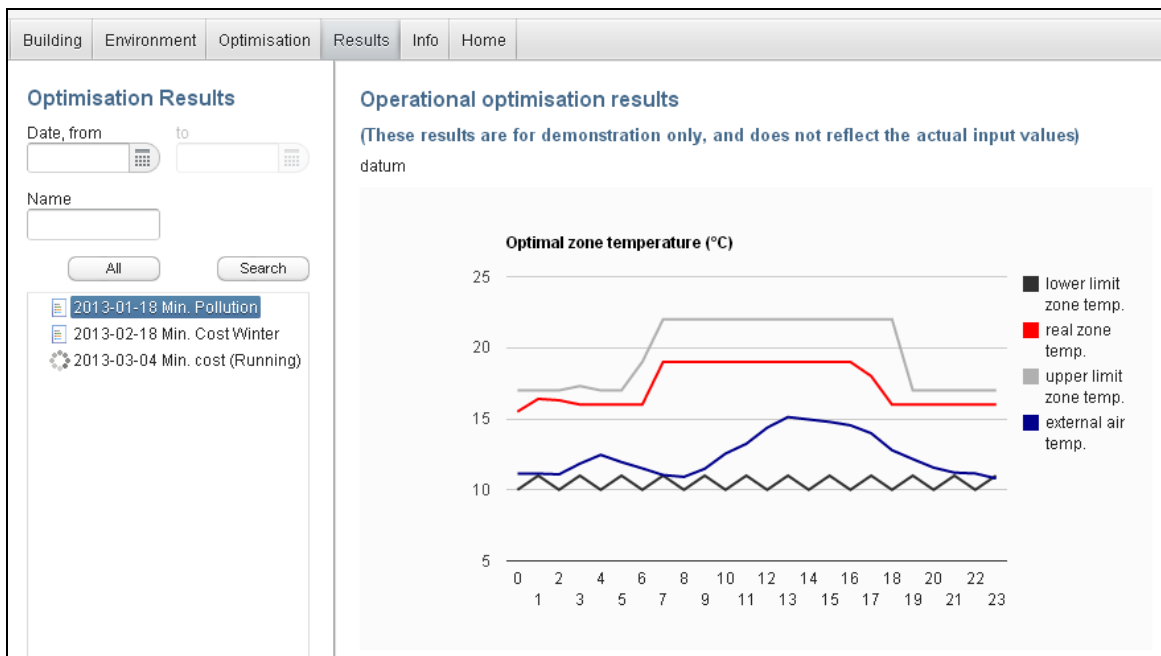 Building Environment Optimisation Results Info Home
Optimisation Results
Date, from to
Name
All Search
2013-01-18 Min. Pollution
2013-02-18 Min. Cost Winter
2013-03-04 Min. cost (Running)
Operational optimisation results
(These results are for demonstration only, and does not reflect the actual input values)
datum
Optimal zone temperature (°C)
25
20
15
10
5
0 2 4 6 8 10 12 14 16 18 20 22
1 3 5 7 9 11 13 15 17 19 21 23
lower limit
zone temp.
real zone
temp.
upper limit
zone temp.
external air
temp.